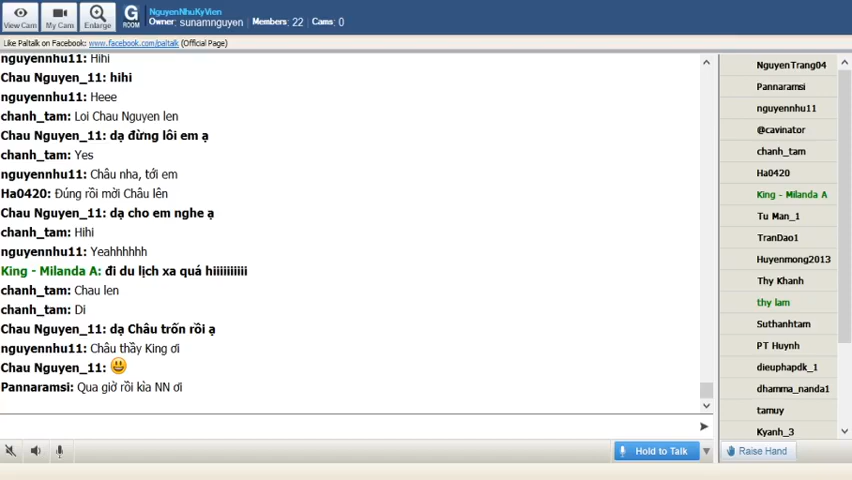 View Cam
My Cam
Enlarge
G
ROOM
NguyenNhuKyVien
Owner: sunamnguyen Members: 22 Cams: 0
Like Paltalk on Facebook: www.facebook.com/paltalk (Official Page)
nguyennhu11: Hihi
Chau Nguyen_11: hihi
nguyennhu11: Heee
chanh_tam: Loi Chau Nguyen len
Chau Nguyen_11: dạ đừng lôi em ạ
chanh_tam: Yes
nguyennhu11: Châu nha, tới em
Ha0420: Đúng rồi mời Châu lên
Chau Nguyen_11: dạ cho em nghe ạ
chanh_tam: Hihi
nguyennhu11: Yeahhhhhh
King - Milanda A: đi du lịch xa quá hiiiiiiiiii
chanh_tam: Chau len
chanh_tam: Di
Chau Nguyen_11: dạ Châu trốn rồi ạ
nguyennhu11: Châu thầy King ơi
Chau Nguyen_11:
Pannaramsi: Qua giờ rồi kìa NN ơi
NguyenTrang04
Pannaramsi
nguyennhu11
@cavinator
chanh_tam
Ha0420
King - Milanda A
Tu Man_1
TranDao1
Huyenmong2013
Thy Khanh
thy lam
Suthanhtam
PT Huynh
dieuphapdk_1
dhamma_nanda1
tamuy
Kyanh_3
Hold to Talk
Raise Hand